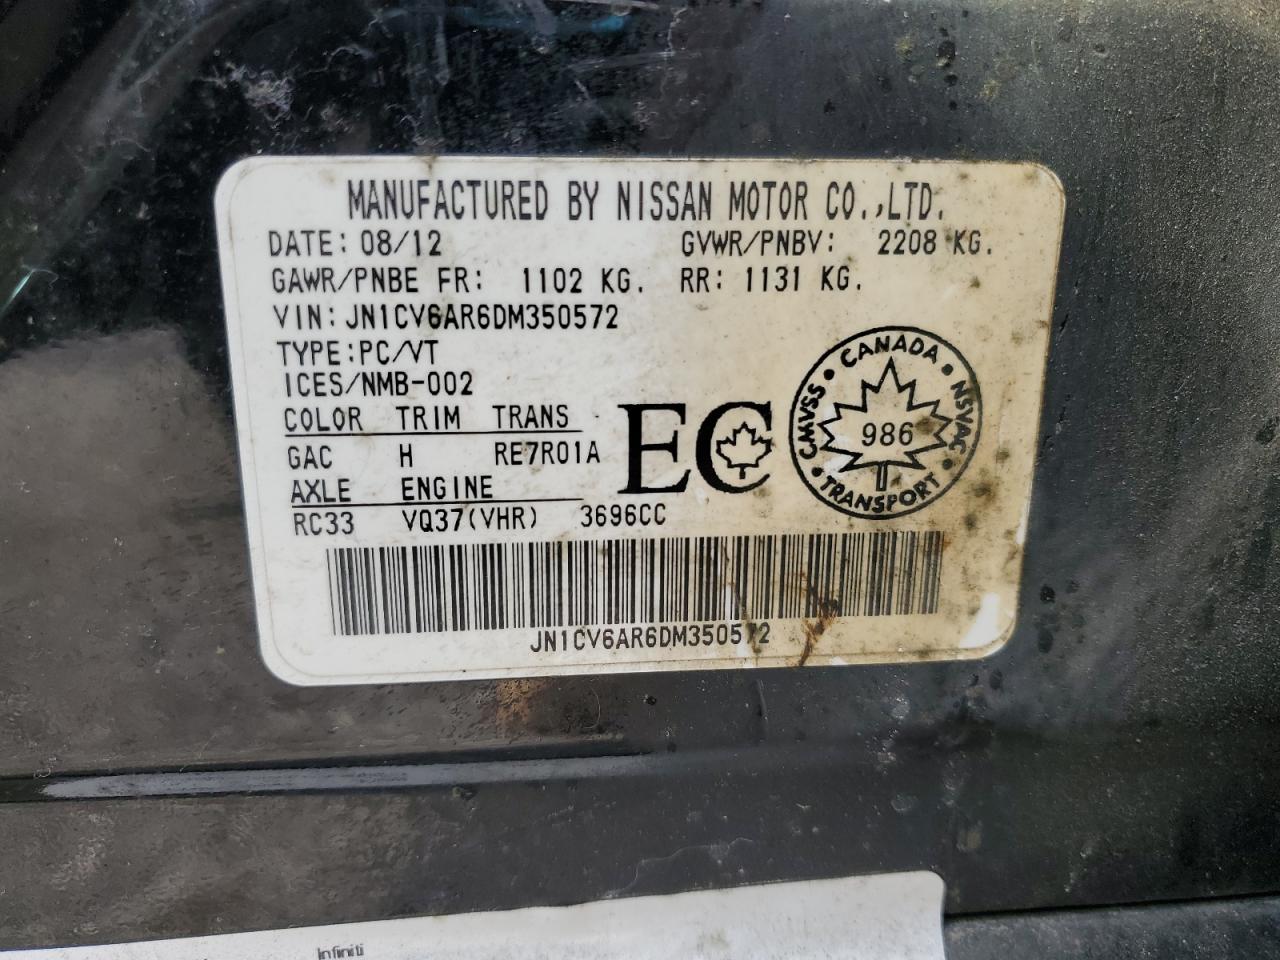 MANUFACTURED BY NISSAN MOTOR CO.,LTD.
DATE: 08/12 GVWR/PNBV: 2208 KG.
GAWR/PNBE FR: 1102 KG. RR: 1131 KG.
VIN: JN1CV6AR6DM350572
TYPE:PC/VT
ICES/NMB-002
COLOR TRIM TRANS
GAC H RE7R01A
AXLE ENGINE
RC33 VQ37(VHR) 3696CC
EC
CANADA
CMVSS • NSVAC
986
• TRANSPORT •
JN1CV6AR6DM350572
Infiniti